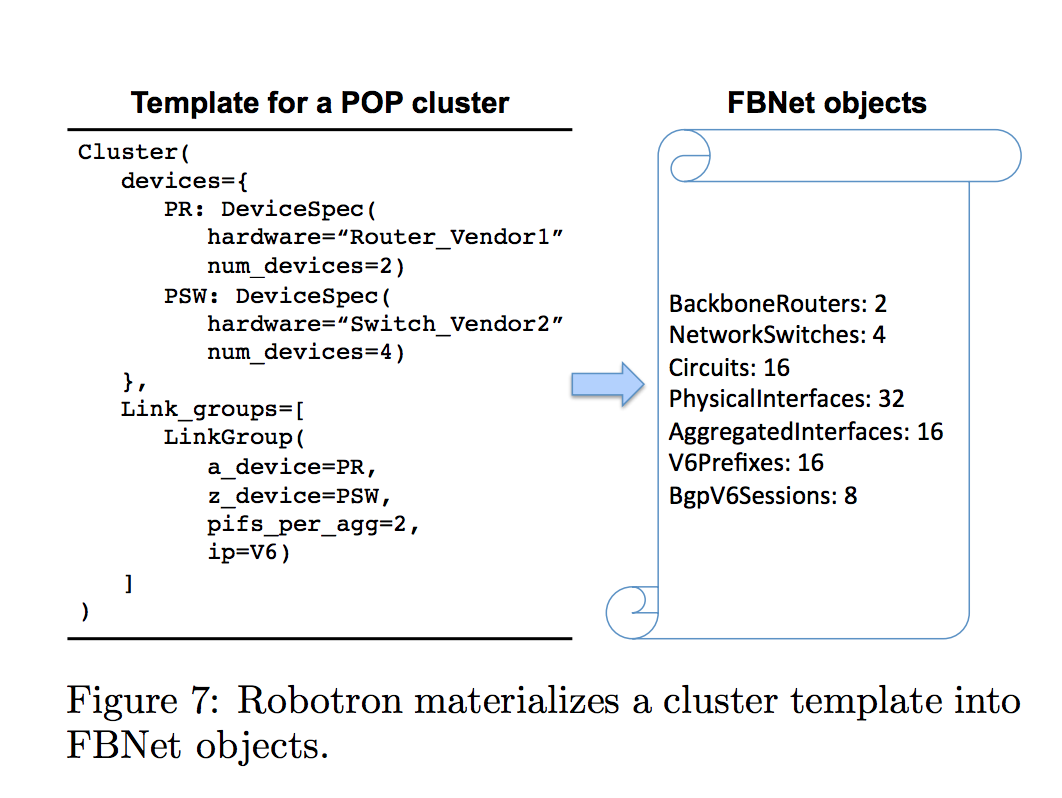 Template for a POP cluster
Cluster(
devices={
PR: DeviceSpec(
hardware=“Router_Vendor1”
num_devices=2)
PSW: DeviceSpec(
hardware=“Switch_Vendor2”
num_devices=4)
},
Link_groups=[
LinkGroup(
a_device=PR,
z_device=PSW,
pifs_per_agg=2,
ip=V6)
]
)
FBNet objects
BackboneRouters: 2
NetworkSwitches: 4
Circuits: 16
PhysicalInterfaces: 32
AggregatedInterfaces: 16
V6Prefixes: 16
BgpV6Sessions: 8
Figure 7: Robotron materializes a cluster template into
FBNet objects.